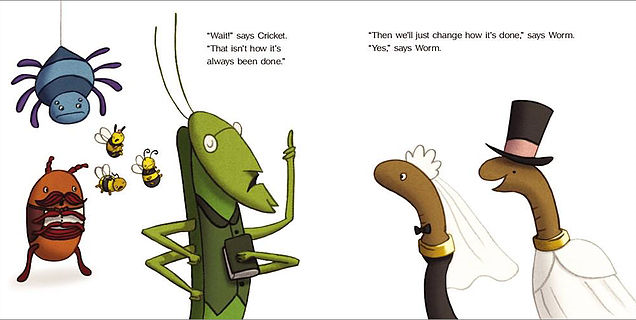 “Wait!” says Cricket.
“That isn’t how it’s
always been done.”
“Then we’ll just change how it’s done,” says Worm.
“Yes,” says Worm.